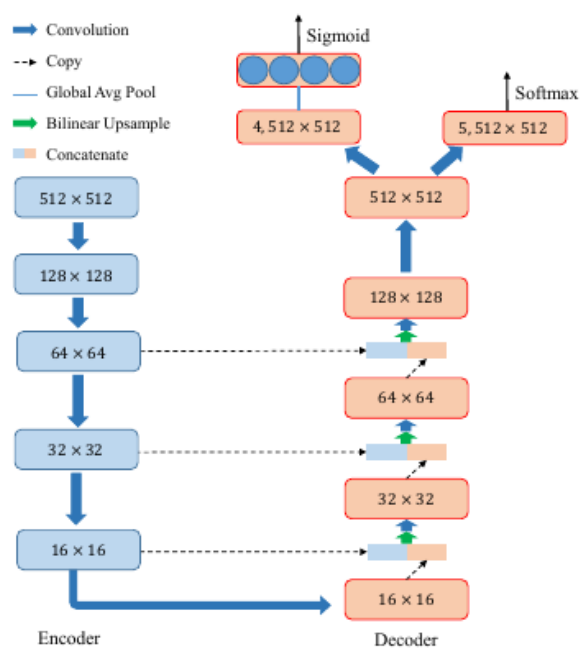 Convolution
Copy
Global Avg Pool
Bilinear Upsample
Concatenate
Sigmoid
4, 512 × 512
Softmax
5, 512 × 512
512 × 512
128 × 128
64 × 64
32 × 32
16 × 16
Encoder
512 × 512
128 × 128
64 × 64
32 × 32
16 × 16
Decoder